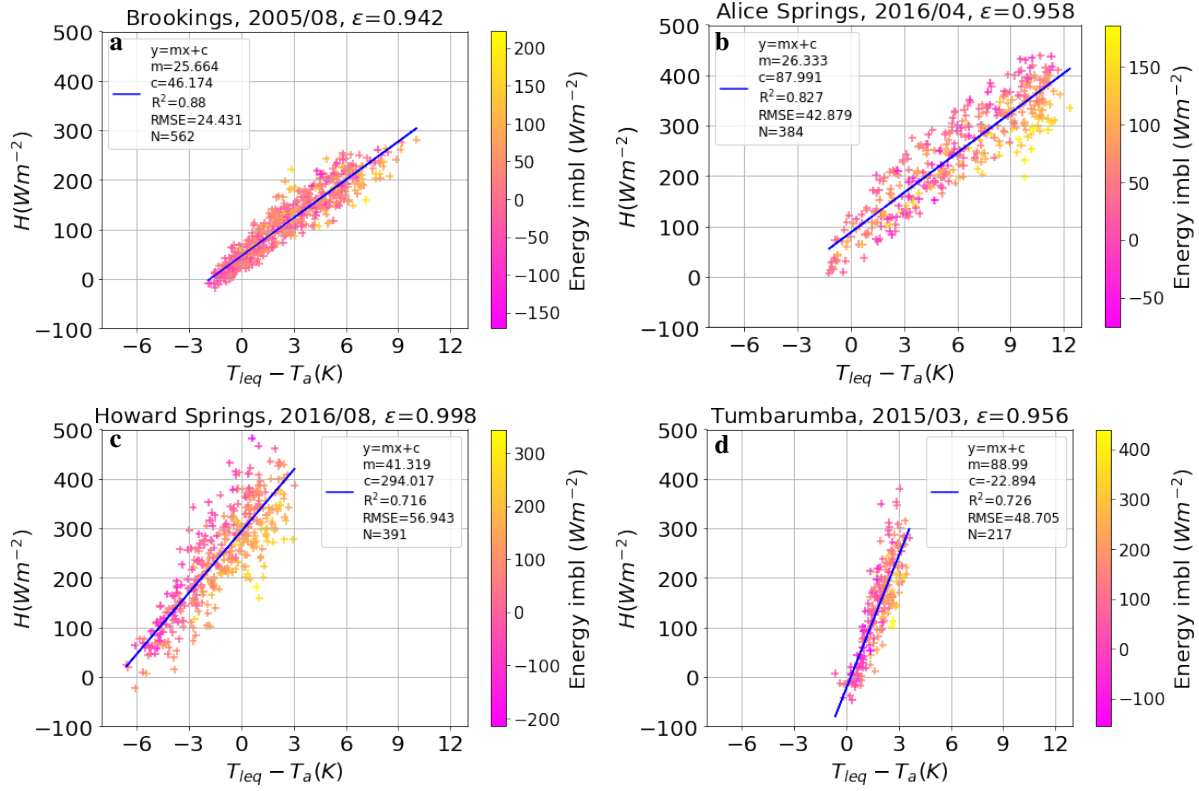 Brookings, 2005/08, ε=0.942
a
y=mx+c
m=25.664
c=46.174
R²=0.88
RMSE=24.431
N=562
500
400
300
200
100
0
−100
H(Wm⁻²)
−6 −3 0 3 6 9 12
T_leq − T_a(K)
200
150
100
50
0
−50
−100
−150
Energy imbl (Wm⁻²)
Alice Springs, 2016/04, ε=0.958
b
y=mx+c
m=26.333
c=87.991
R²=0.827
RMSE=42.879
N=384
500
400
300
200
100
0
−100
H(Wm⁻²)
−6 −3 0 3 6 9 12
T_leq − T_a(K)
150
100
50
0
−50
Energy imbl (Wm⁻²)
Howard Springs, 2016/08, ε=0.998
c
y=mx+c
m=41.319
c=294.017
R²=0.716
RMSE=56.943
N=391
500
400
300
200
100
0
−100
H(Wm⁻²)
−6 −3 0 3 6 9 12
T_leq − T_a(K)
300
200
100
0
−100
−200
Energy imbl (Wm⁻²)
Tumbarumba, 2015/03, ε=0.956
d
y=mx+c
m=88.99
c=-22.894
R²=0.726
RMSE=48.705
N=217
500
400
300
200
100
0
−100
H(Wm⁻²)
−6 −3 0 3 6 9 12
T_leq − T_a(K)
400
300
200
100
0
−100
Energy imbl (Wm⁻²)